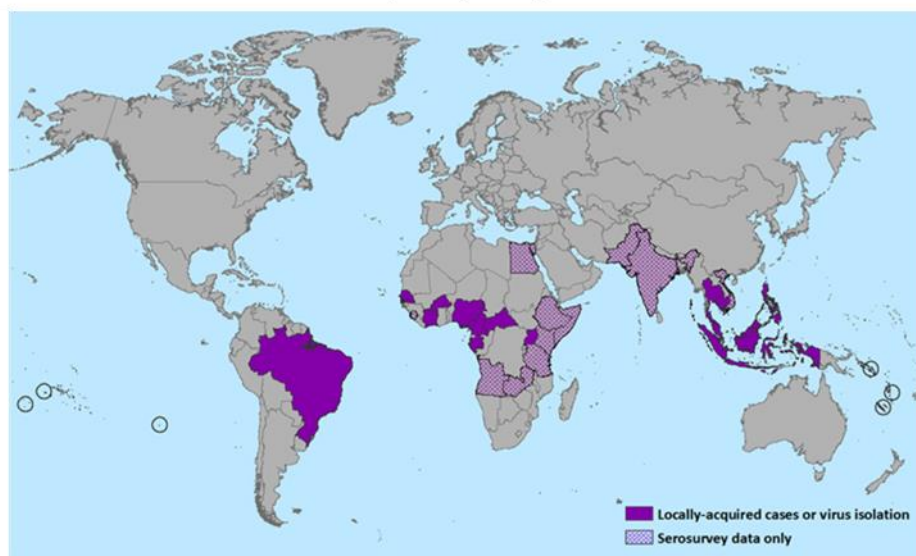 Locally-acquired cases or virus isolation
Serosurvey data only